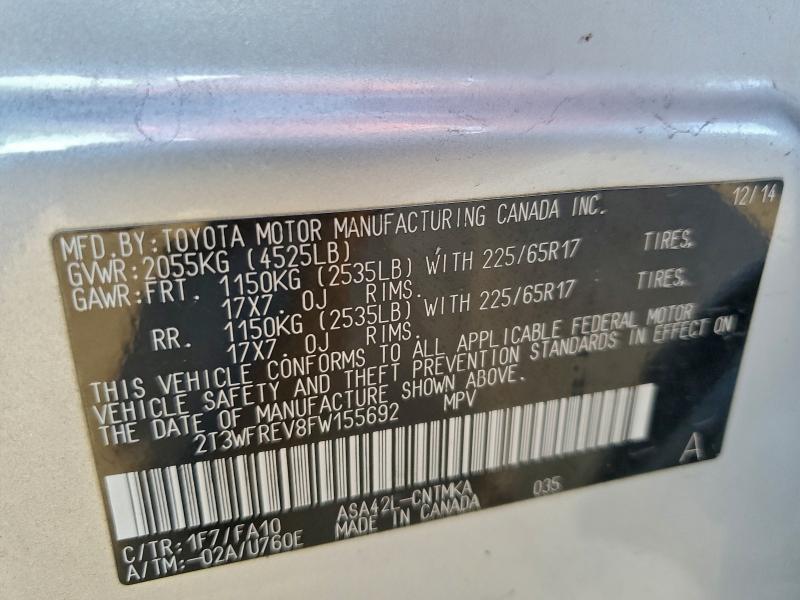 12/14
MFD.BY:TOYOTA MOTOR MANUFACTURING CANADA INC.
GVWR:2055KG (4525LB)
GAWR:FRT. 1150KG (2535LB) WITH 225/65R17 TIRES,
17X7.0J RIMS.
RR. 1150KG (2535LB) WITH 225/65R17 TIRES,
17X7.0J RIMS.
THIS VEHICLE CONFORMS TO ALL APPLICABLE FEDERAL MOTOR
VEHICLE SAFETY AND THEFT PREVENTION STANDARDS IN EFFECT ON
THE DATE OF MANUFACTURE SHOWN ABOVE.
2T3WFREV8FW155692 MPV
A
C/TR:1F7/FA10 ASA42L-CNTMKA 035
A/TM:-02A/U760E MADE IN CANADA